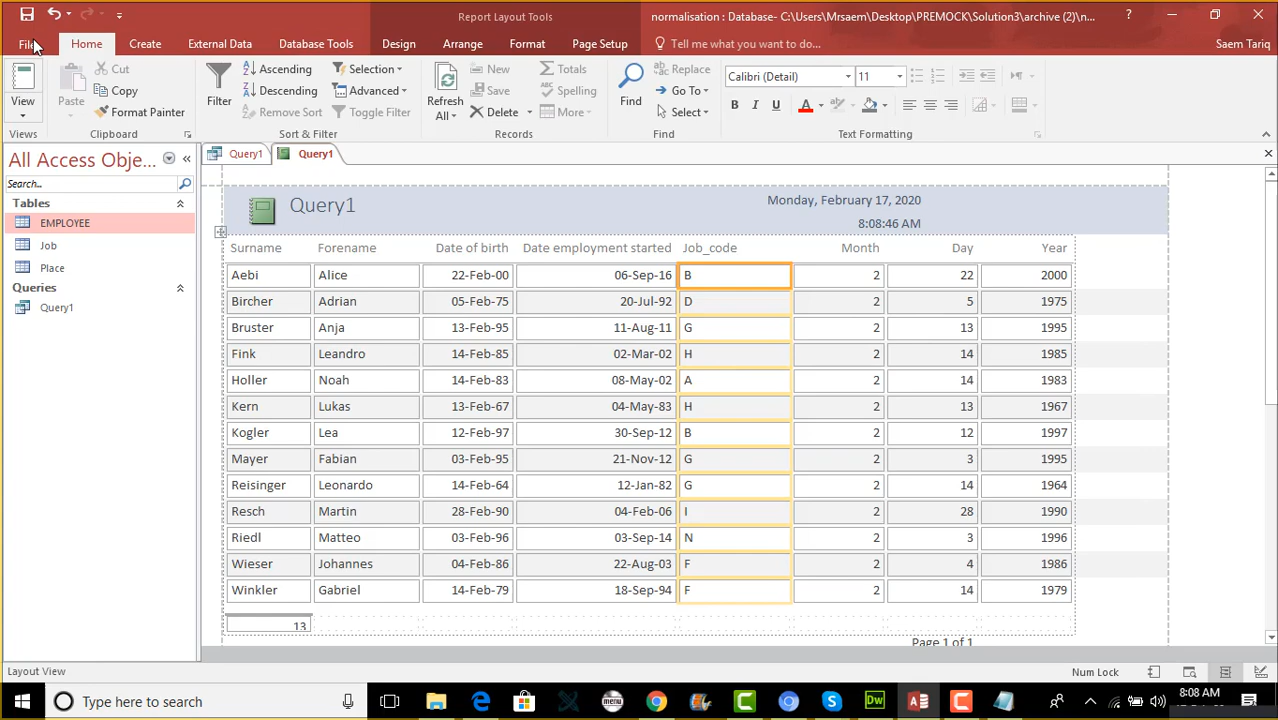 Report Layout Tools
normalisation : Database- C:\Users\Mrsaem\Desktop\PREMOCK\Solution3\archive (2)\n...
?
File Home Create External Data Database Tools Design Arrange Format Page Setup Tell me what you want to do... Saem Tariq
View Paste Cut Copy Format Painter
Filter Ascending Descending Remove Sort Selection Advanced Toggle Filter
Refresh All New Save Delete Totals Spelling More
Find Replace Go To Select
Calibri (Detail) 11
B I U A
Views Clipboard Sort & Filter Records Find Text Formatting
All Access Obje...
Search...
Tables
EMPLOYEE
Job
Place
Queries
Query1
Query1 Query1
Query1
Monday, February 17, 2020
8:08:46 AM
Surname Forename Date of birth Date employment started Job_code Month Day Year
Aebi Alice 22-Feb-00 06-Sep-16 B 2 22 2000
Bircher Adrian 05-Feb-75 20-Jul-92 D 2 5 1975
Bruster Anja 13-Feb-95 11-Aug-11 G 2 13 1995
Fink Leandro 14-Feb-85 02-Mar-02 H 2 14 1985
Holler Noah 14-Feb-83 08-May-02 A 2 14 1983
Kern Lukas 13-Feb-67 04-May-83 H 2 13 1967
Kogler Lea 12-Feb-97 30-Sep-12 B 2 12 1997
Mayer Fabian 03-Feb-95 21-Nov-12 G 2 3 1995
Reisinger Leonardo 14-Feb-64 12-Jan-82 G 2 14 1964
Resch Martin 28-Feb-90 04-Feb-06 I 2 28 1990
Riedl Matteo 03-Feb-96 03-Sep-14 N 2 3 1996
Wieser Johannes 04-Feb-86 22-Aug-03 F 2 4 1986
Winkler Gabriel 14-Feb-79 18-Sep-94 F 2 14 1979
13
Page 1 of 1
Layout View Num Lock
Type here to search
menu
Dw
8:08 AM